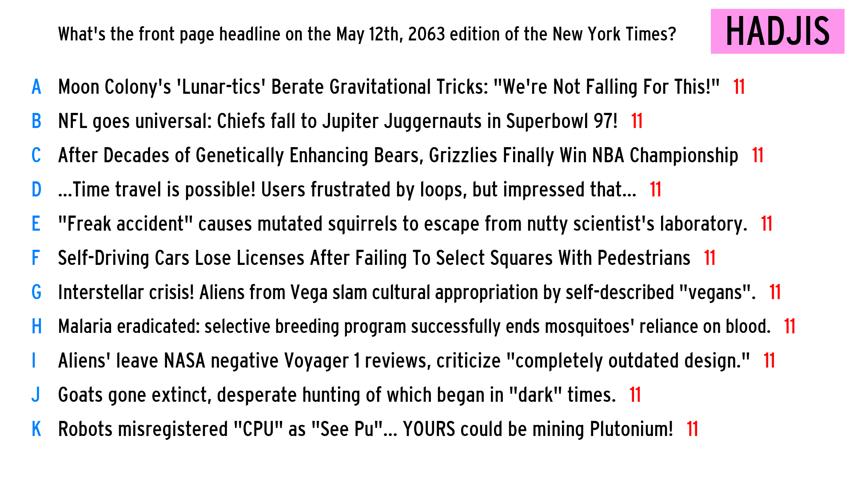 What's the front page headline on the May 12th, 2063 edition of the New York Times?
HADJIS
A Moon Colony's 'Lunar-tics' Berate Gravitational Tricks: "We're Not Falling For This!" 11
B NFL goes universal: Chiefs fall to Jupiter Juggernauts in Superbowl 97! 11
C After Decades of Genetically Enhancing Bears, Grizzlies Finally Win NBA Championship 11
D ...Time travel is possible! Users frustrated by loops, but impressed that... 11
E "Freak accident" causes mutated squirrels to escape from nutty scientist's laboratory. 11
F Self-Driving Cars Lose Licenses After Failing To Select Squares With Pedestrians 11
G Interstellar crisis! Aliens from Vega slam cultural appropriation by self-described "vegans". 11
H Malaria eradicated: selective breeding program successfully ends mosquitoes' reliance on blood. 11
I Aliens' leave NASA negative Voyager 1 reviews, criticize "completely outdated design." 11
J Goats gone extinct, desperate hunting of which began in "dark" times. 11
K Robots misregistered "CPU" as "See Pu"... YOURS could be mining Plutonium! 11